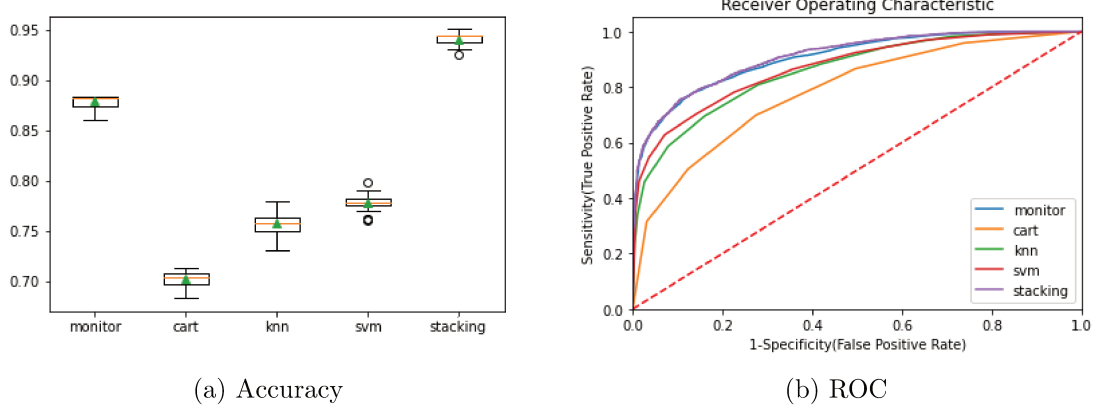 0.95
0.90
0.85
0.80
0.75
0.70
monitor
cart
knn
svm
stacking
(a) Accuracy
Receiver Operating Characteristic
Sensitivity(True Positive Rate)
1.0
0.8
0.6
0.4
0.2
0.0
0.0
0.2
0.4
0.6
0.8
1.0
1-Specificity(False Positive Rate)
monitor
cart
knn
svm
stacking
(b) ROC